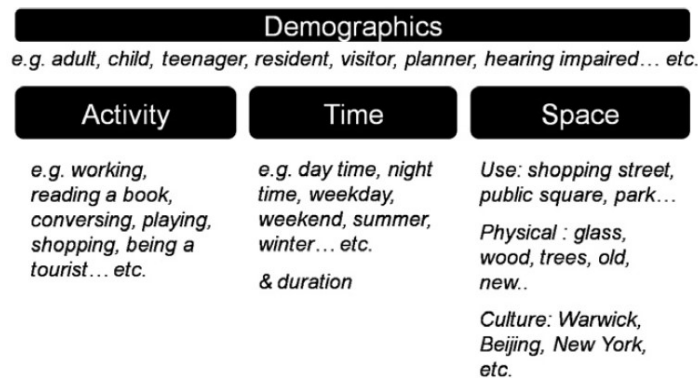 Demographics
e.g. adult, child, teenager, resident, visitor, planner, hearing impaired… etc.
Activity
e.g. working,
reading a book,
conversing, playing,
shopping, being a
tourist… etc.
Time
e.g. day time, night
time, weekday,
weekend, summer,
winter… etc.
& duration
Space
Use: shopping street,
public square, park…
Physical : glass,
wood, trees, old,
new..
Culture: Warwick,
Beijing, New York,
etc.